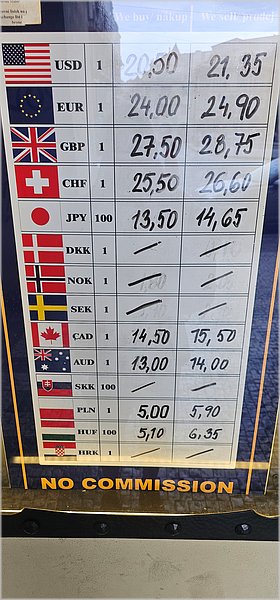 We buy nákup We sell prodej
USD 1 20,50 21,35
EUR 1 24,00 24,90
GBP 1 27,50 28,75
CHF 1 25,50 26,60
JPY 100 13,50 14,65
DKK 1 — —
NOK 1 — —
SEK 1 — —
CAD 1 14,50 15,50
AUD 1 13,00 14,00
SKK 100 — —
PLN 1 5,00 5,90
HUF 100 5,10 6,35
HRK 1 — —
NO COMMISSION